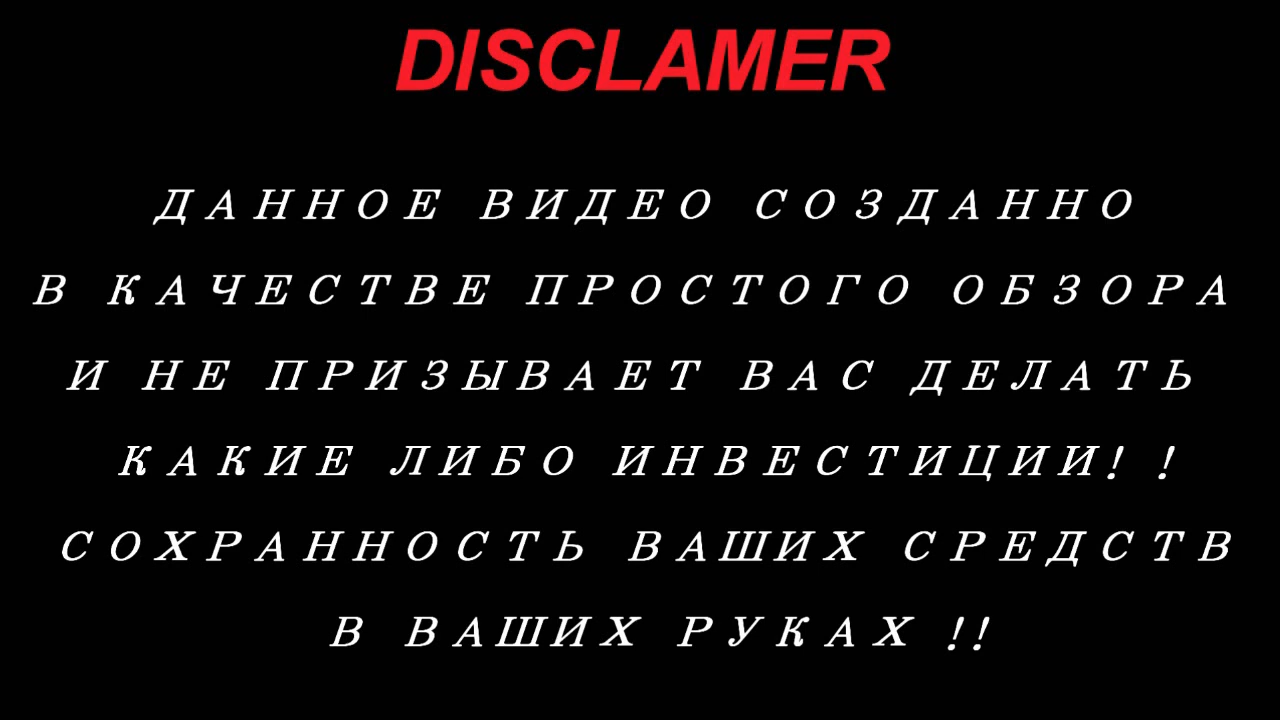 DISCLAMER
ДАННОЕ ВИДЕО СОЗДАННО
В КАЧЕСТВЕ ПРОСТОГО ОБЗОРА
И НЕ ПРИЗЫВАЕТ ВАС ДЕЛАТЬ
КАКИЕ ЛИБО ИНВЕСТИЦИИ! !
СОХРАННОСТЬ ВАШИХ СРЕДСТВ
В ВАШИХ РУКАХ !!